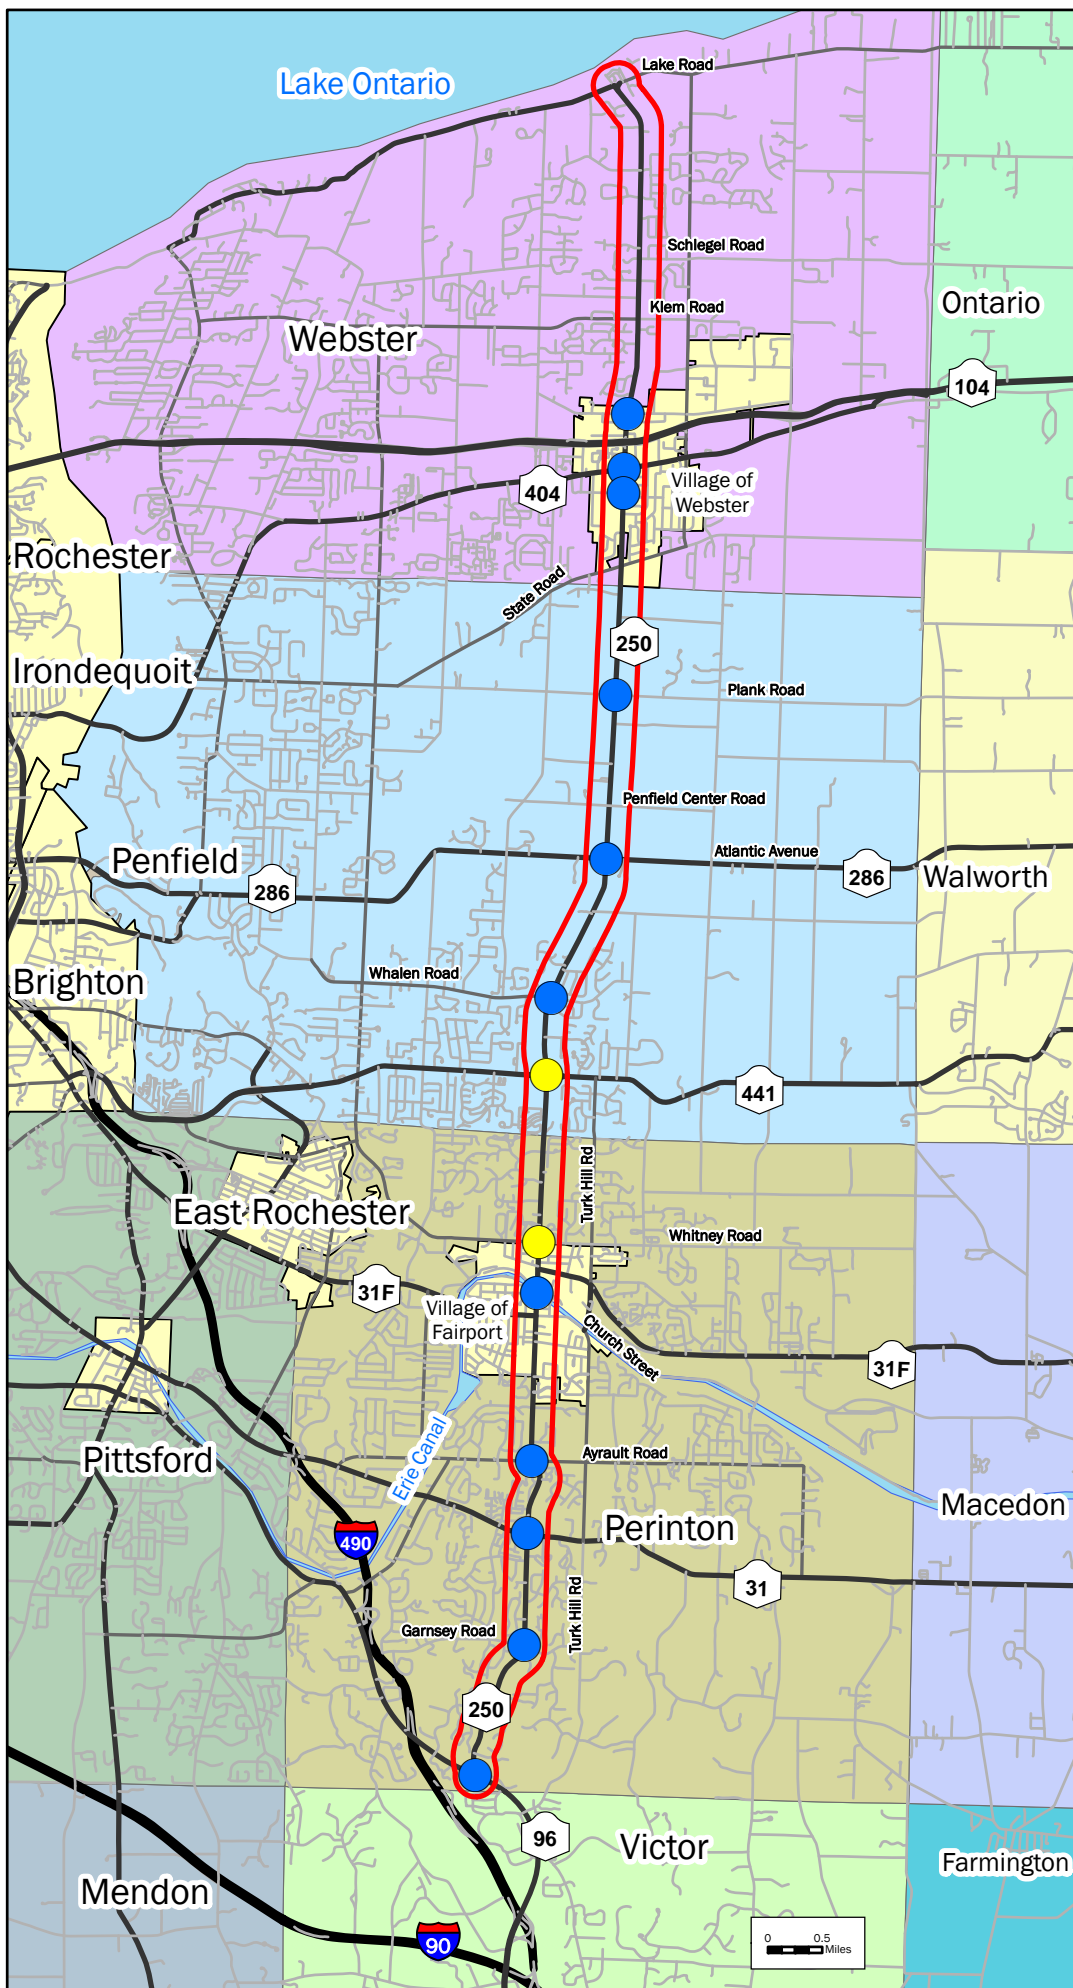 Lake Road
Lake Ontario
Schlegel Road
Ontario
Klem Road
Webster
104
Village of
Webster
404
Rochester
State Road
250
Irondequoit
Plank Road
Penfield Center Road
Atlantic Avenue
Penfield
286
286
Walworth
Whalen Road
Brighton
441
Turk Hill Rd
East Rochester
Whitney Road
31F
Village of
Fairport
Church Street
31F
Erie Canal
Ayrault Road
Pittsford
Macedon
Perinton
490
31
Turk Hill Rd
Garnsey Road
250
96
Victor
Farmington
Mendon
90
0 0.5
Miles